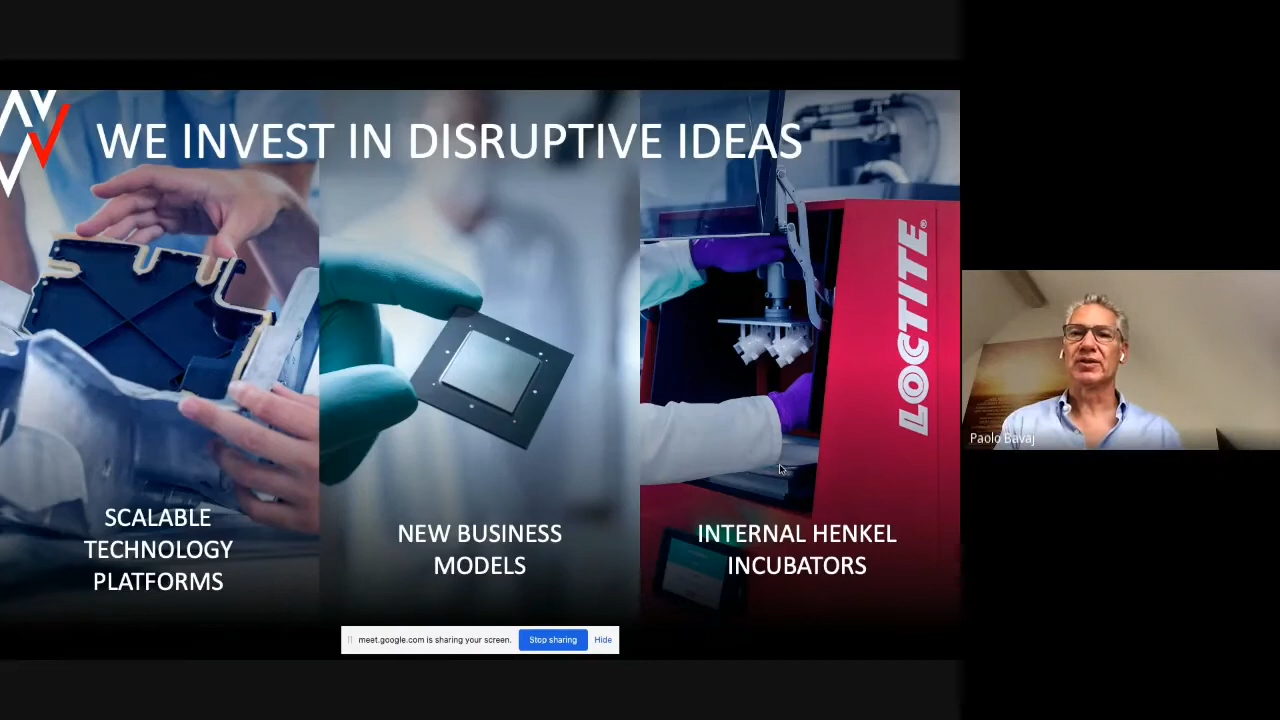 WE INVEST IN DISRUPTIVE IDEAS
LOCTITE®
SCALABLE
TECHNOLOGY
PLATFORMS
NEW BUSINESS
MODELS
INTERNAL HENKEL
INCUBATORS
Paolo Bavaj
meet.google.com is sharing your screen.
Stop sharing
Hide